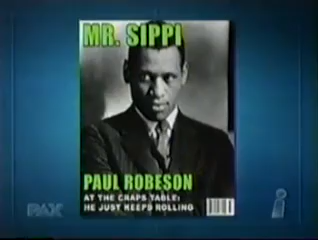 MR. SIPPI
PAUL ROBESON
AT THE CRAPS TABLE:
HE JUST KEEPS ROLLING
PAX
i